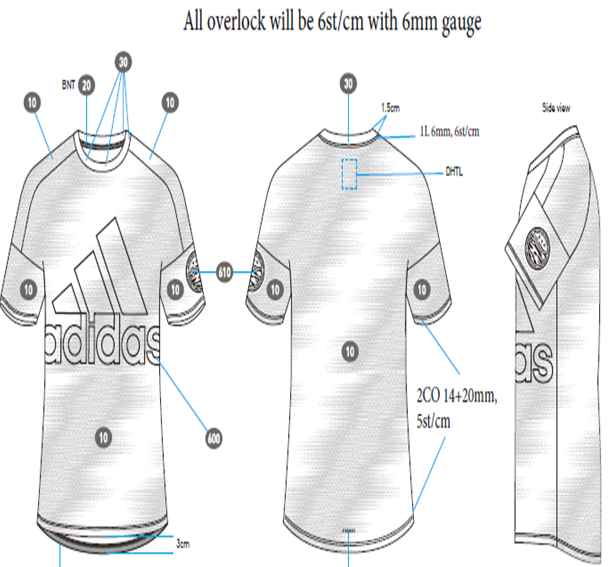 All overlock will be 6st/cm with 6mm gauge
30
BNT 20
10
10
30
1.5cm
1L 6mm, 6st/cm
Side view
DHTL
610
10
10
10
10
adidas
as
10
10
2CO 14+20mm,
5st/cm
600
3cm